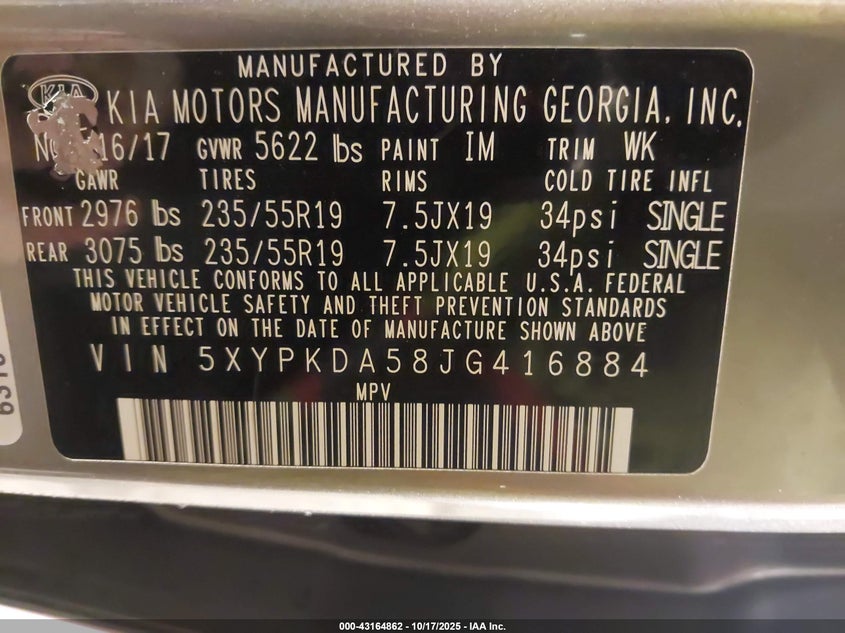 MANUFACTURED BY
KIA
KIA MOTORS MANUFACTURING GEORGIA, INC.
16/17 GVWR 5622 lbs PAINT IM TRIM WK
GAWR TIRES RIMS COLD TIRE INFL
FRONT 2976 lbs 235/55R19 7.5JX19 34psi SINGLE
REAR 3075 lbs 235/55R19 7.5JX19 34psi SINGLE
THIS VEHICLE CONFORMS TO ALL APPLICABLE U.S.A. FEDERAL
MOTOR VEHICLE SAFETY AND THEFT PREVENTION STANDARDS
IN EFFECT ON THE DATE OF MANUFACTURE SHOWN ABOVE
VIN 5XYPKDA58JG416884
MPV
000-43164862 - 10/17/2025 - IAA Inc.